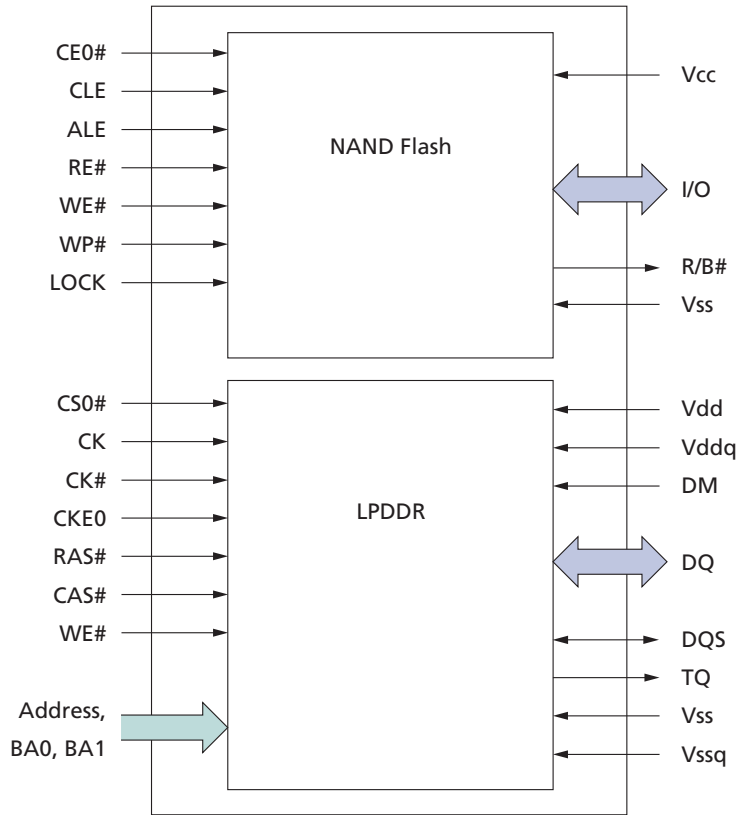 CE0#
CLE
ALE
RE#
WE#
WP#
LOCK
NAND Flash
Vcc
I/O
R/B#
Vss
CS0#
CK
CK#
CKE0
RAS#
CAS#
WE#
Address,
BA0, BA1
LPDDR
Vdd
Vddq
DM
DQ
DQS
TQ
Vss
Vssq